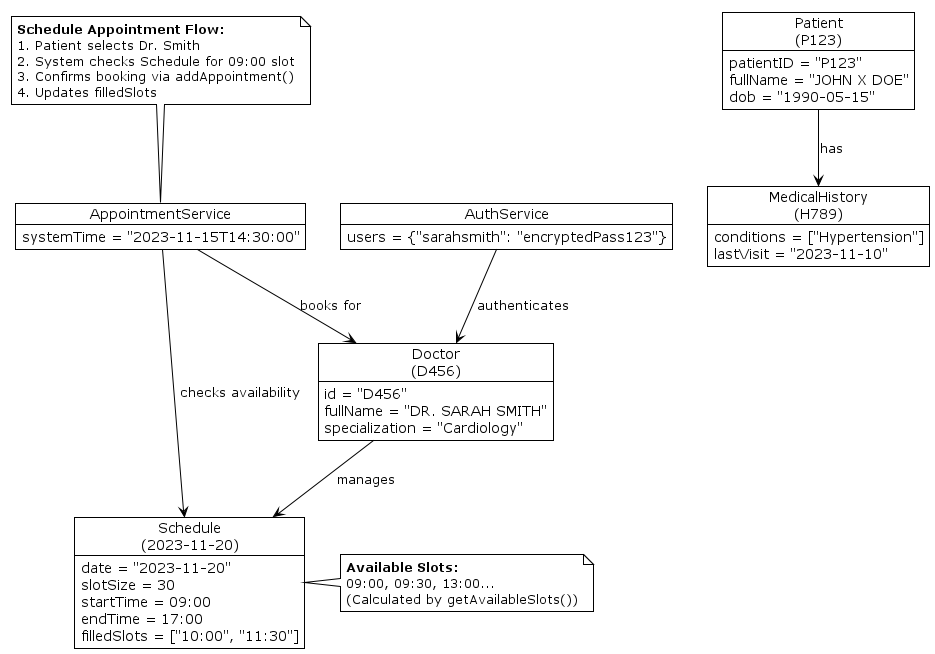 Schedule Appointment Flow:
1. Patient selects Dr. Smith
2. System checks Schedule for 09:00 slot
3. Confirms booking via addAppointment()
4. Updates filledSlots
Patient
(P123)
patientID = "P123"
fullName = "JOHN X DOE"
dob = "1990-05-15"
has
AppointmentService
systemTime = "2023-11-15T14:30:00"
AuthService
users = {"sarahsmith": "encryptedPass123"}
MedicalHistory
(H789)
conditions = ["Hypertension"]
lastVisit = "2023-11-10"
books for
authenticates
Doctor
(D456)
id = "D456"
fullName = "DR. SARAH SMITH"
specialization = "Cardiology"
checks availability
manages
Schedule
(2023-11-20)
date = "2023-11-20"
slotSize = 30
startTime = 09:00
endTime = 17:00
filledSlots = ["10:00", "11:30"]
Available Slots:
09:00, 09:30, 13:00...
(Calculated by getAvailableSlots())